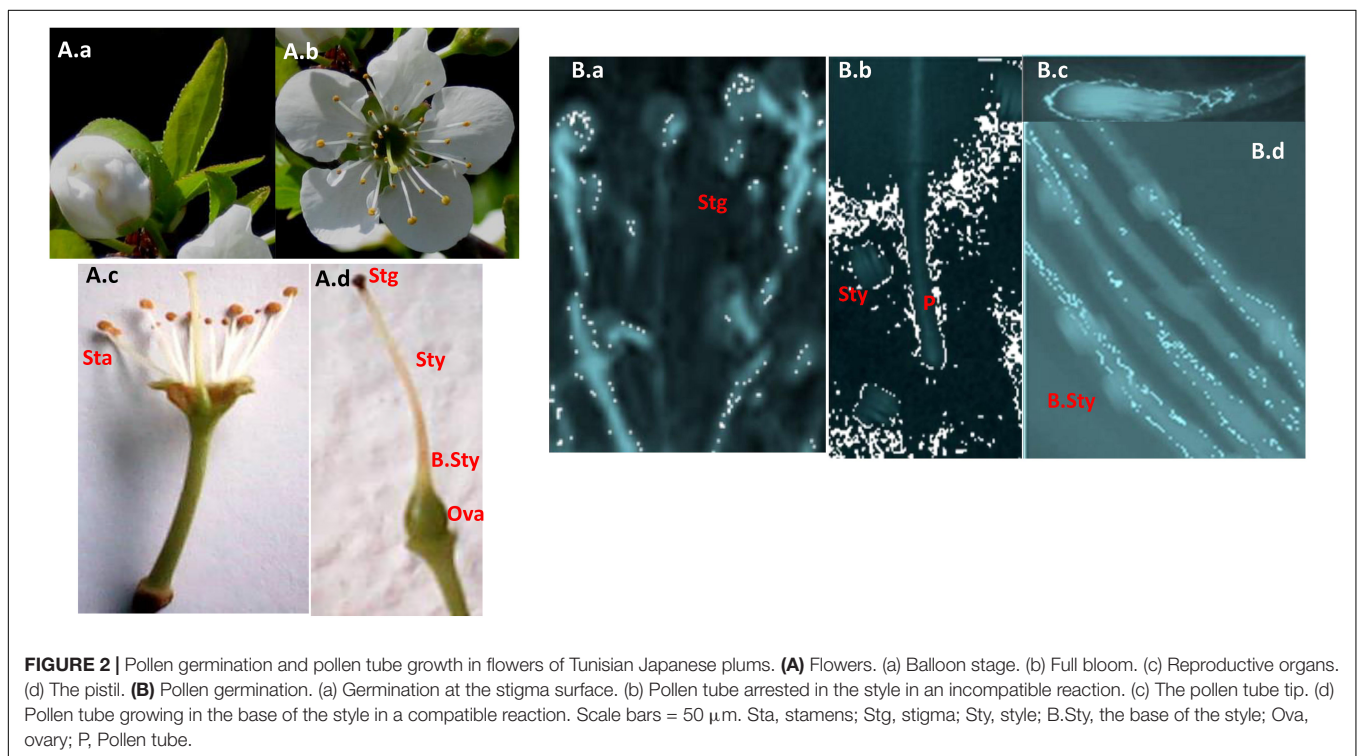 A.a
A.b
A.c
Sta
A.d
Stg
Sty
B.Sty
Ova
B.a
Stg
B.b
Sty
P
B.c
B.d
B.Sty
FIGURE 2 | Pollen germination and pollen tube growth in flowers of Tunisian Japanese plums. (A) Flowers. (a) Balloon stage. (b) Full bloom. (c) Reproductive organs.
(d) The pistil. (B) Pollen germination. (a) Germination at the stigma surface. (b) Pollen tube arrested in the style in an incompatible reaction. (c) The pollen tube tip. (d)
Pollen tube growing in the base of the style in a compatible reaction. Scale bars = 50 μm. Sta, stamens; Stg, stigma; Sty, style; B.Sty, the base of the style; Ova,
ovary; P, Pollen tube.